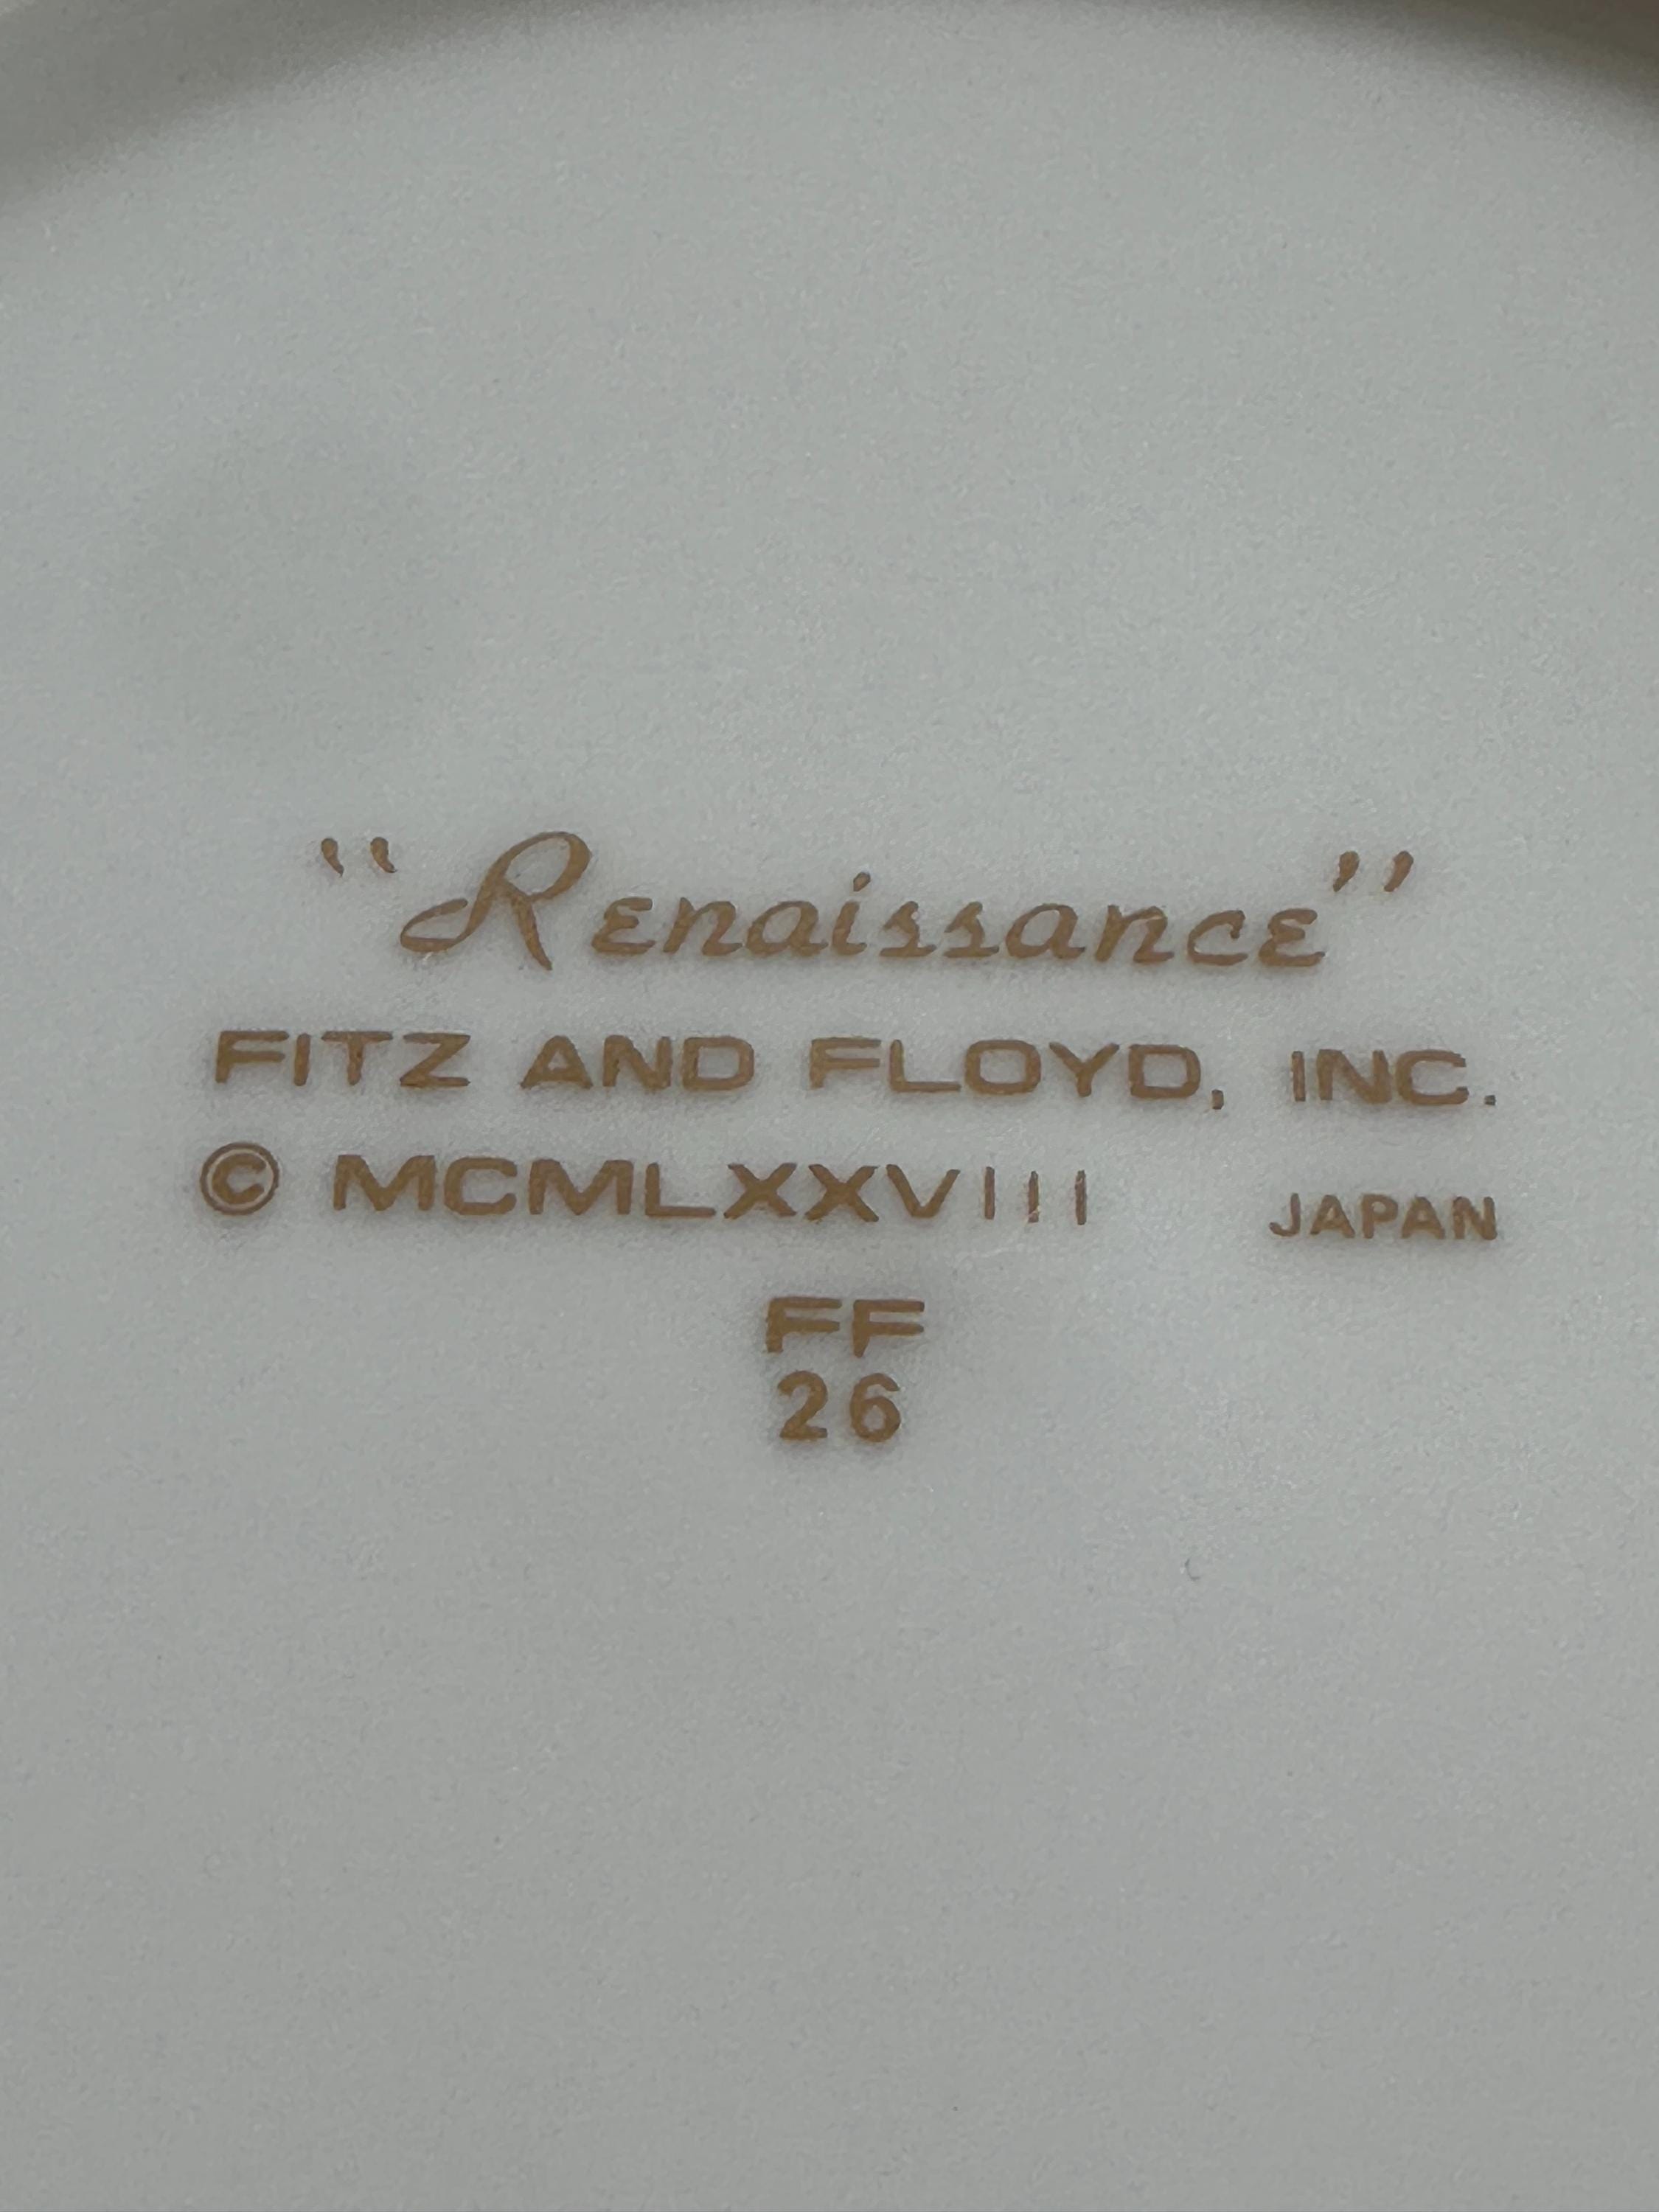 “Renaissance”
FITZ AND FLOYD, INC.
© MCMLXXVIII JAPAN
FF
26